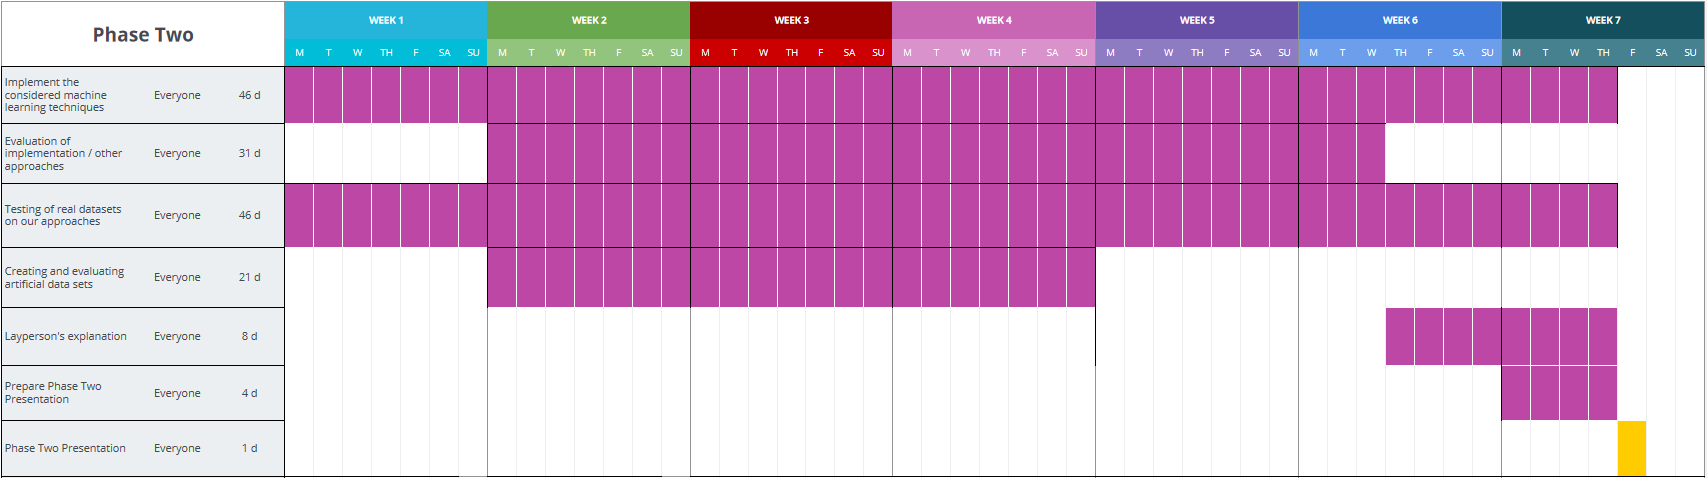 Phase Two
WEEK 1 WEEK 2 WEEK 3 WEEK 4 WEEK 5 WEEK 6 WEEK 7
M T W TH F SA SU M T W TH F SA SU M T W TH F SA SU M T W TH F SA SU M T W TH F SA SU M T W TH F SA SU M T W TH F SA SU
Implement the
considered machine
learning techniques
Everyone
46 d
Evaluation of
implementation / other
approaches
Everyone
31 d
Testing of real datasets
on our approaches
Everyone
46 d
Creating and evaluating
artificial data sets
Everyone
21 d
Layperson's explanation
Everyone
8 d
Prepare Phase Two
Presentation
Everyone
4 d
Phase Two Presentation
Everyone
1 d